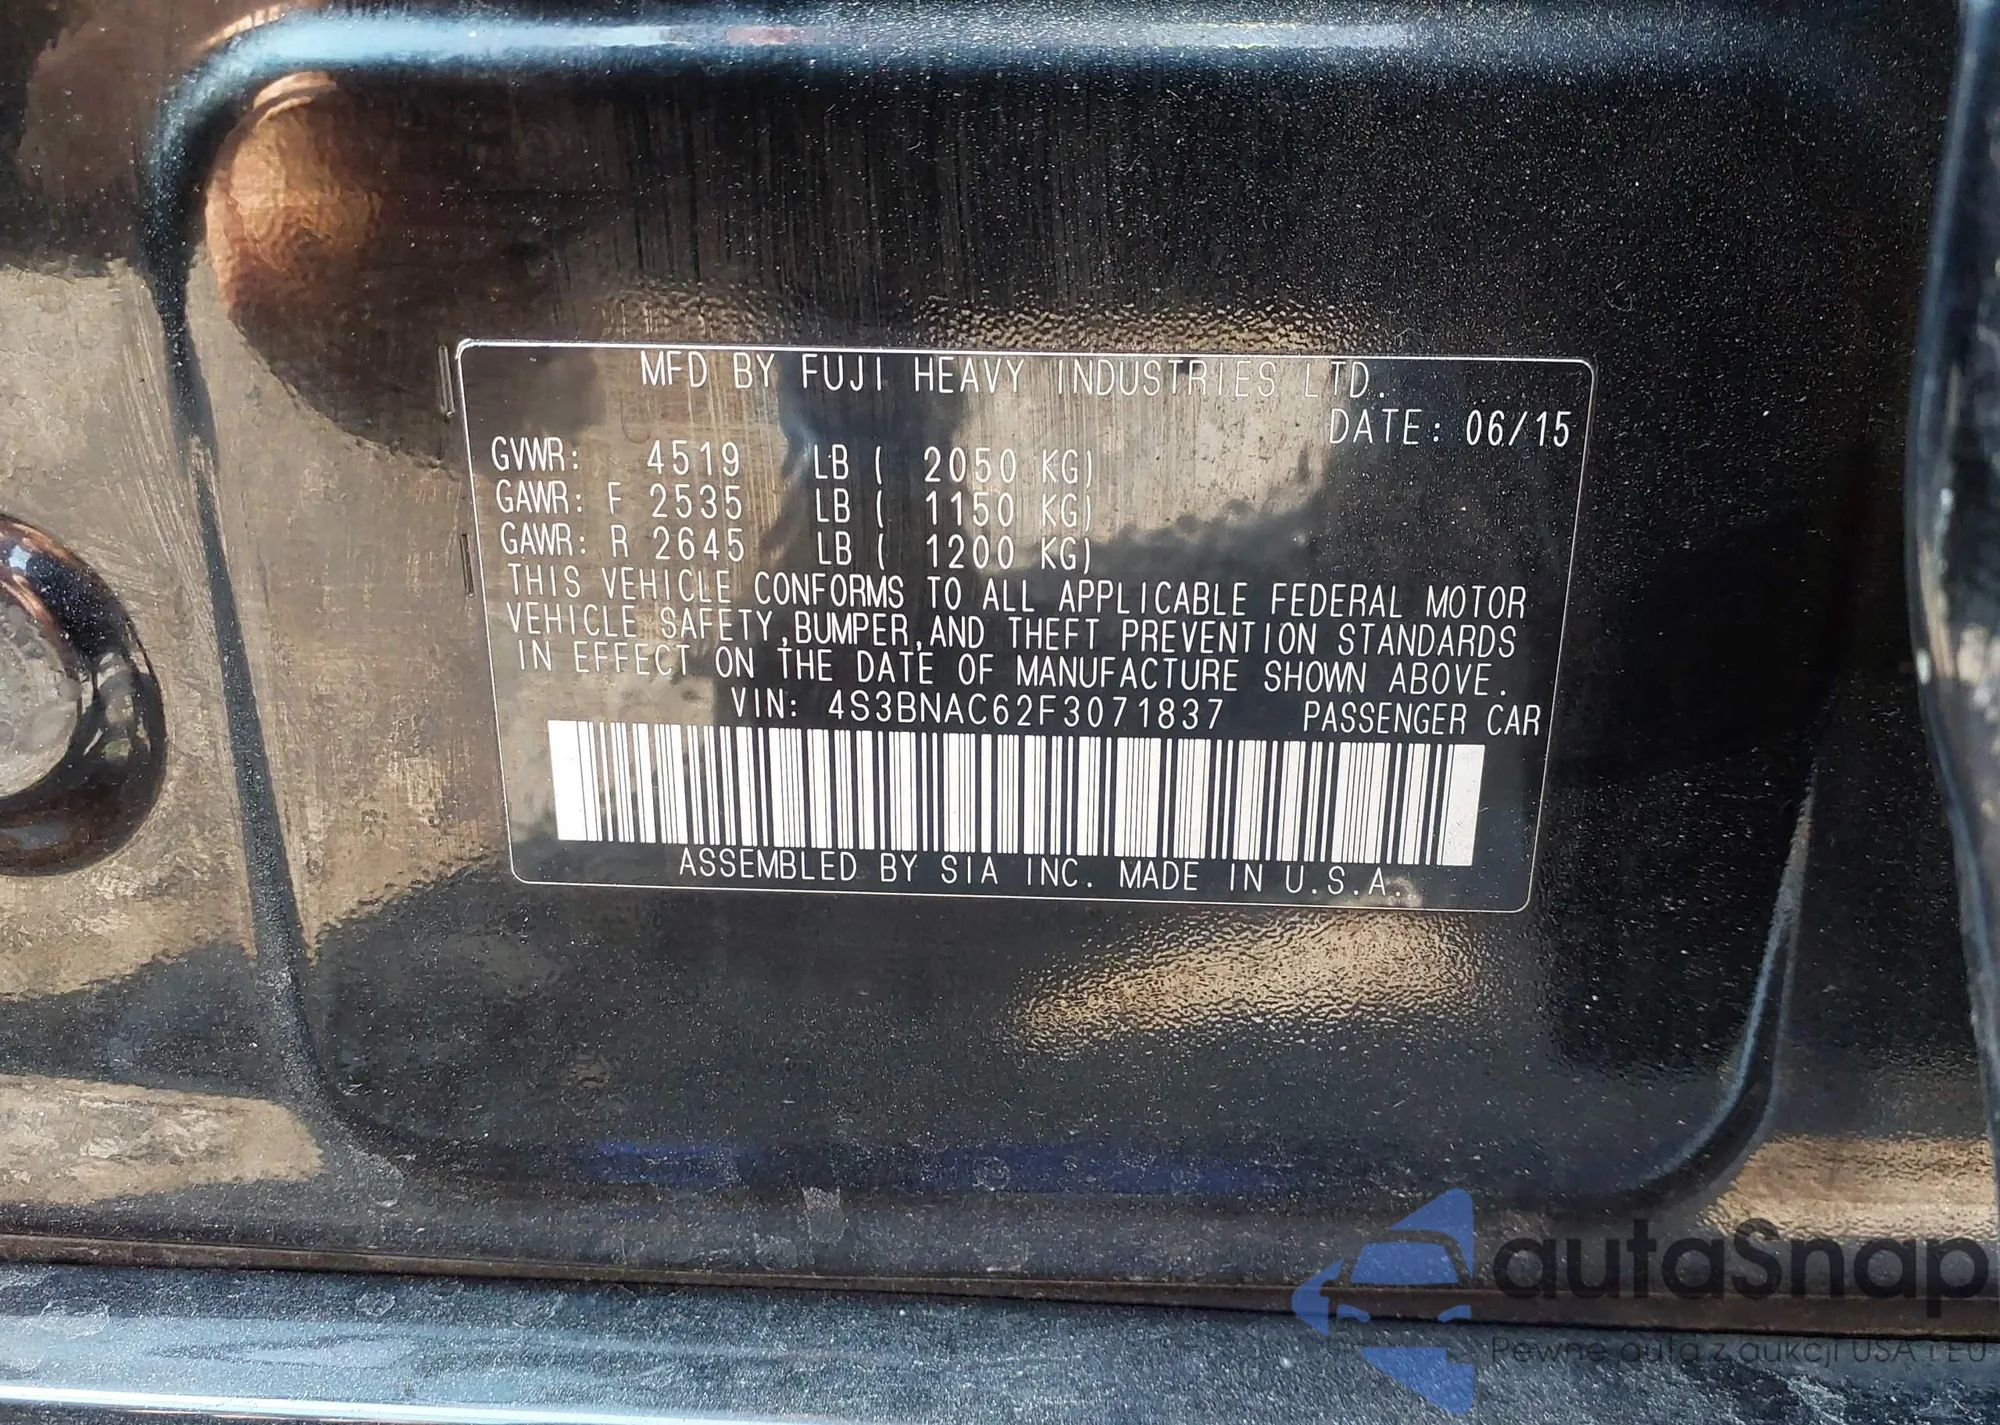 MFD BY FUJI HEAVY INDUSTRIES LTD.
DATE: 06/15
GVWR: 4519 LB ( 2050 KG)
GAWR: F 2535 LB ( 1150 KG)
GAWR: R 2645 LB ( 1200 KG)
THIS VEHICLE CONFORMS TO ALL APPLICABLE FEDERAL MOTOR
VEHICLE SAFETY,BUMPER,AND THEFT PREVENTION STANDARDS
IN EFFECT ON THE DATE OF MANUFACTURE SHOWN ABOVE.
VIN: 4S3BNAC62F3071837 PASSENGER CAR
ASSEMBLED BY SIA INC. MADE IN U.S.A.
autaSnap
Pewne auta z aukcji USA i EU